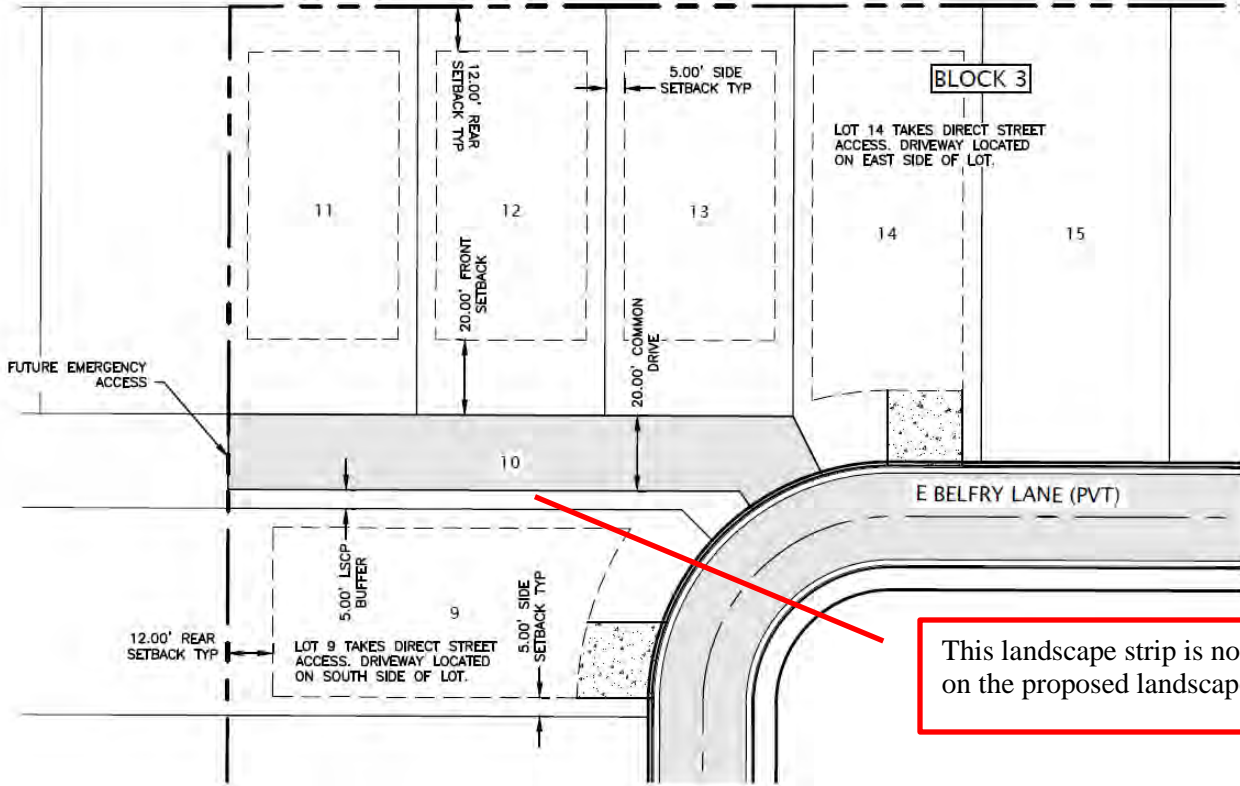 12.00' REAR
SETBACK TYP
5.00' SIDE
SETBACK TYP
BLOCK 3
LOT 14 TAKES DIRECT STREET
ACCESS. DRIVEWAY LOCATED
ON EAST SIDE OF LOT.
11
12
13
14
15
20.00' FRONT
SETBACK
20.00' COMMON
DRIVE
FUTURE EMERGENCY
ACCESS
10
E BELFRY LANE (PVT)
5.00' LSCP
BUFFER
9
5.00' SIDE
SETBACK TYP
12.00' REAR
SETBACK TYP
LOT 9 TAKES DIRECT STREET
ACCESS. DRIVEWAY LOCATED
ON SOUTH SIDE OF LOT.
This landscape strip is no
on the proposed landscap